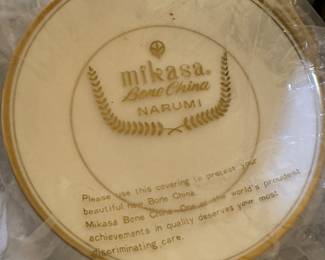 mikasa®
Bone China
NARUMI
Please use this covering to protect your
beautiful new Bone China.
Mikasa Bone China. One of the world's proudest
achievements in quality deserves your most
discriminating care.